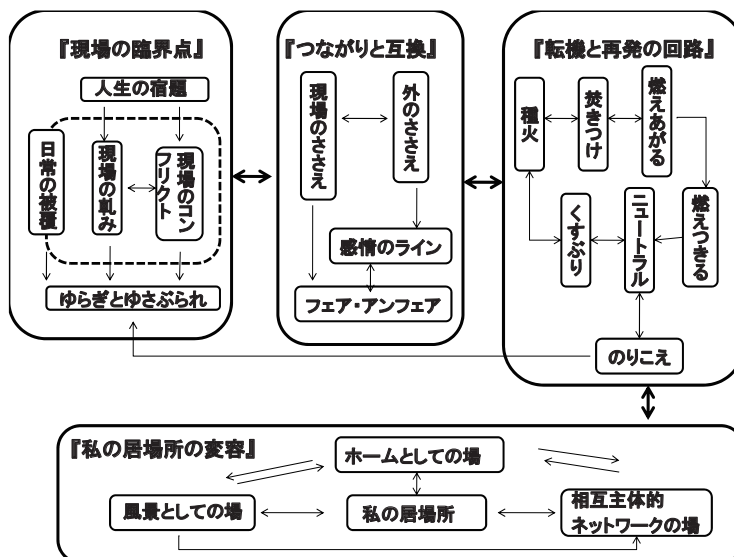 『現場の臨界点』
人生の宿題
日常の被覆
現場の軋み
現場のコン
フリクト
ゆらぎとゆさぶられ
『つながりと互換』
現場のささえ
外のささえ
感情のライン
フェア・アンフェア
『転機と再発の回路』
種火
焚きつけ
燃えあがる
くすぶり
ニュートラル
燃えつきる
のりこえ
『私の居場所の変容』
ホームとしての場
風景としての場
私の居場所
相互主体的
ネットワークの場